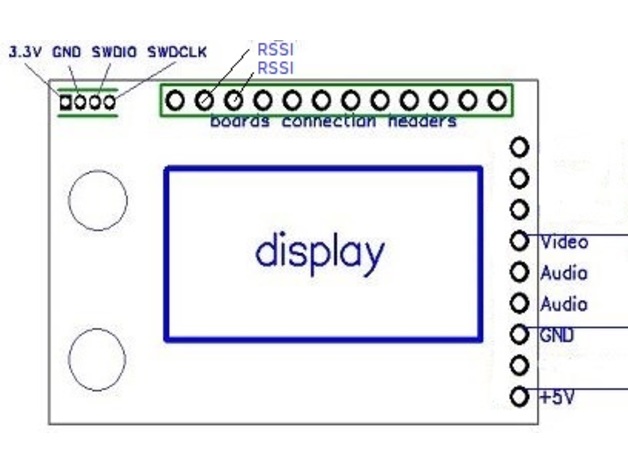 3.3V GND SWDIO SWDCLK
RSSI
RSSI
boards connection headers
display
Video
Audio
Audio
GND
+5V